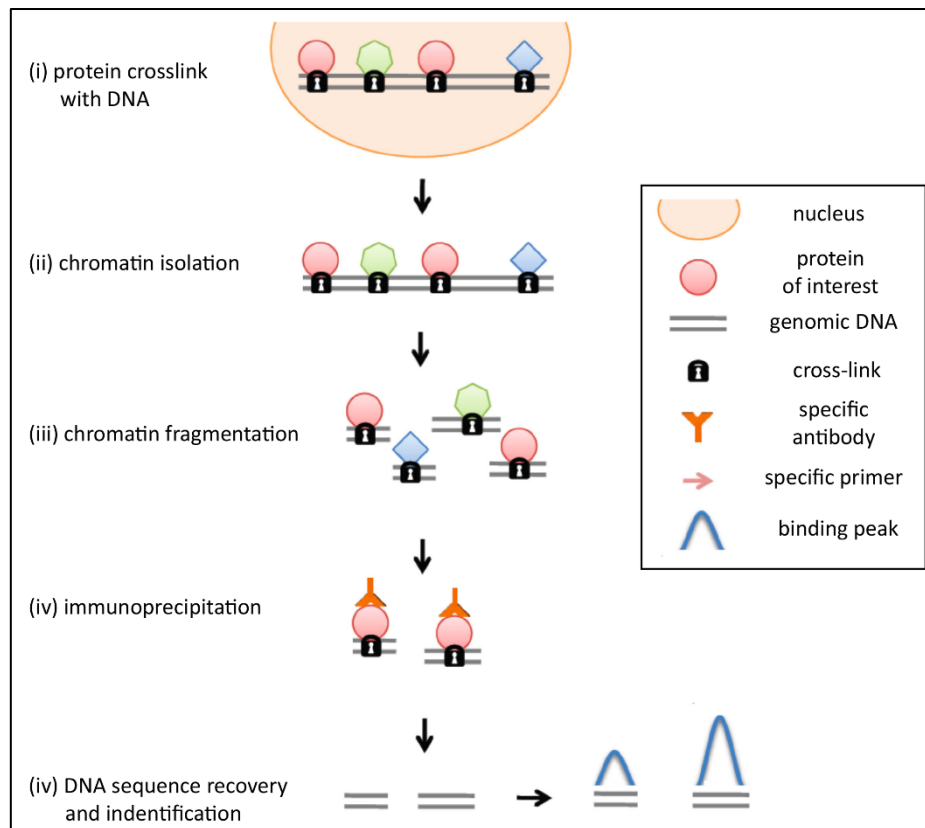 (i) protein crosslink
with DNA
(ii) chromatin isolation
(iii) chromatin fragmentation
(iv) immunoprecipitation
(iv) DNA sequence recovery
and indentification
nucleus
protein
of interest
genomic DNA
cross-link
specific
antibody
specific primer
binding peak